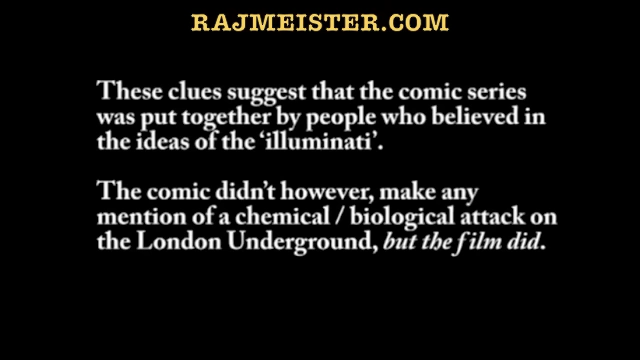 RAJMEISTER.COM
These clues suggest that the comic series
was put together by people who believed in
the ideas of the ‘illuminati’.
The comic didn’t however, make any
mention of a chemical / biological attack on
the London Underground, but the film did.